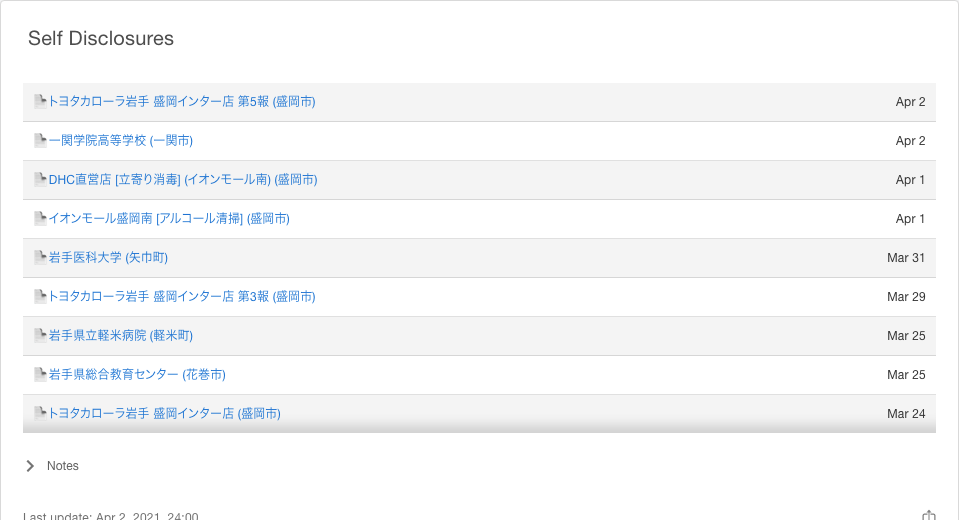 Self Disclosures
トヨタカローラ岩手 盛岡インター店 第5報 (盛岡市) Apr 2
一関学院高等学校 (一関市) Apr 2
DHC直営店 [立寄り消毒] (イオンモール南) (盛岡市) Apr 1
イオンモール盛岡南 [アルコール清掃] (盛岡市) Apr 1
岩手医科大学 (矢巾町) Mar 31
トヨタカローラ岩手 盛岡インター店 第3報 (盛岡市) Mar 29
岩手県立軽米病院 (軽米町) Mar 25
岩手県総合教育センター (花巻市) Mar 25
トヨタカローラ岩手 盛岡インター店 (盛岡市) Mar 24
Notes
Last update: Apr 2, 2021, 24:00